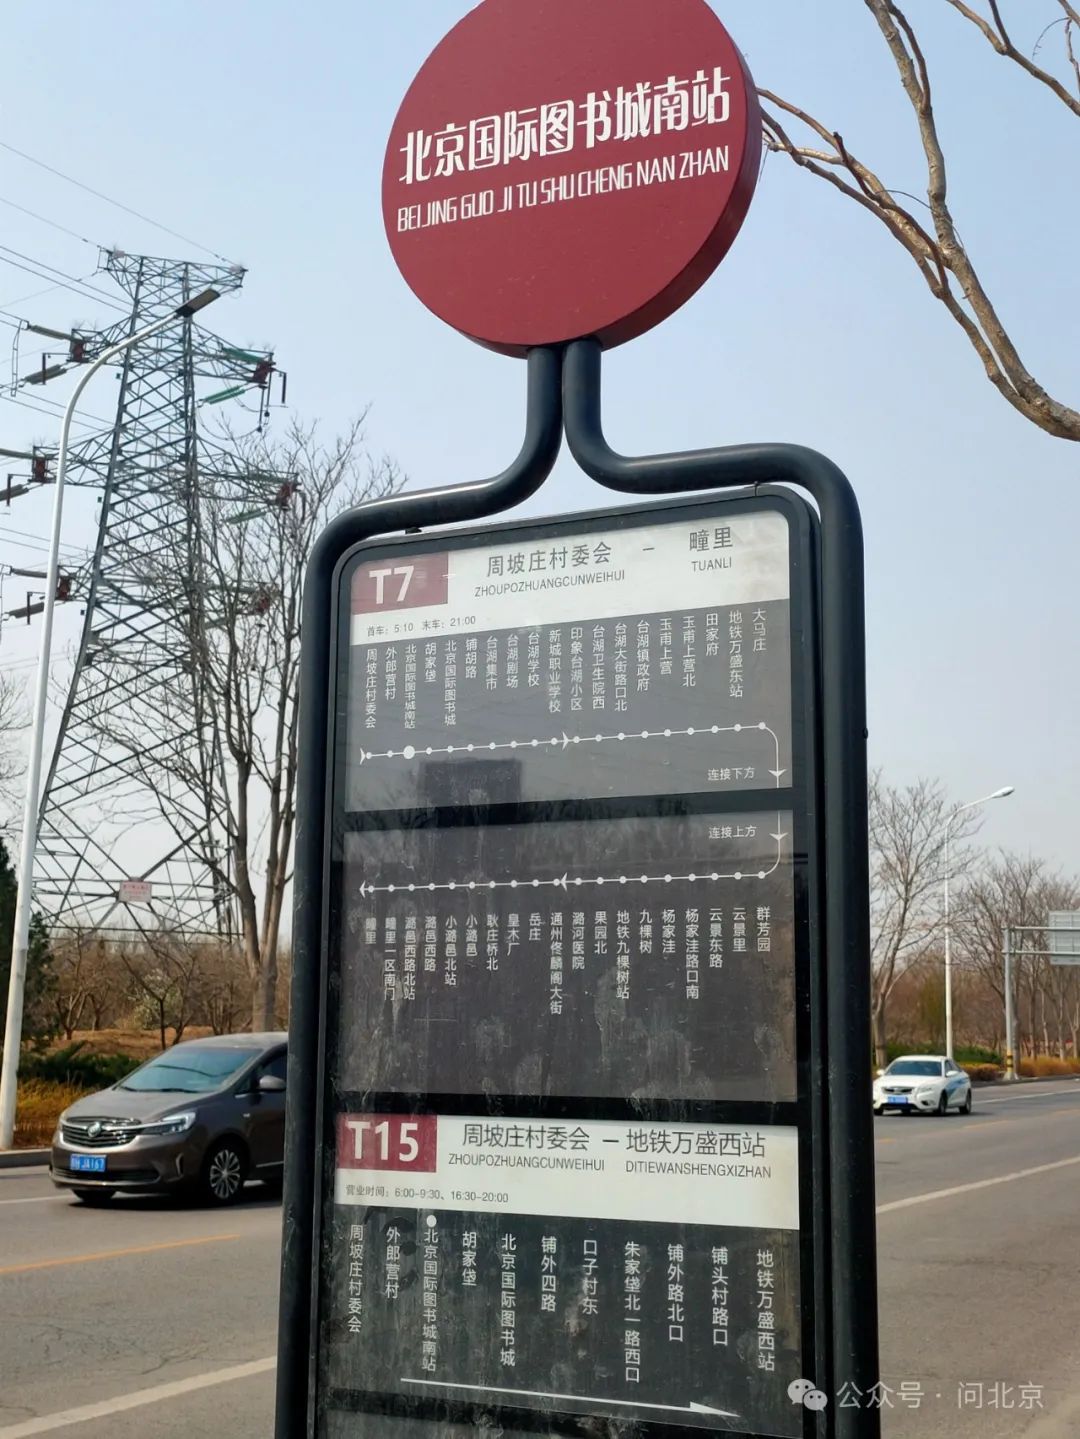 北京国际图书城南站
BEIJING GUO JI TU SHU CHENG NAN ZHAN
T7
周坡庄村委会 — 疃里
ZHOUPOZHUANGCUNWEIHUI TUANLI
首车：5:10 末车：21:00
周坡庄村委会
外郎营村
北京国际图书城南站
胡家垡
北京国际图书城
铺胡路
台湖集市
台湖剧场
台湖学校
新城职业学校
印象台湖小区
台湖卫生院西
台湖大街路口北
台湖镇政府
玉甫上营
玉甫上营北
田家府
地铁万盛东站
大马庄
连接下方
连接上方
疃里
疃里一区南门
潞邑西路北站
潞邑西路
小潞邑北站
小潞邑
耿庄桥北
皇木厂
岳庄
通州佟麟阁大街
潞河医院
果园北
地铁九棵树站
九棵树
杨家洼
杨家洼路口南
云景东路
云景里
群芳园
T15
周坡庄村委会 — 地铁万盛西站
ZHOUPOZHUANGCUNWEIHUI DITIEWANSHENGXIZHAN
营业时间：6:00-9:30、16:30-20:00
周坡庄村委会
外郎营村
北京国际图书城南站
胡家垡
北京国际图书城
铺外四路
口子村东
朱家垡北一路西口
铺外路北口
铺头村路口
地铁万盛西站
公众号 · 问北京